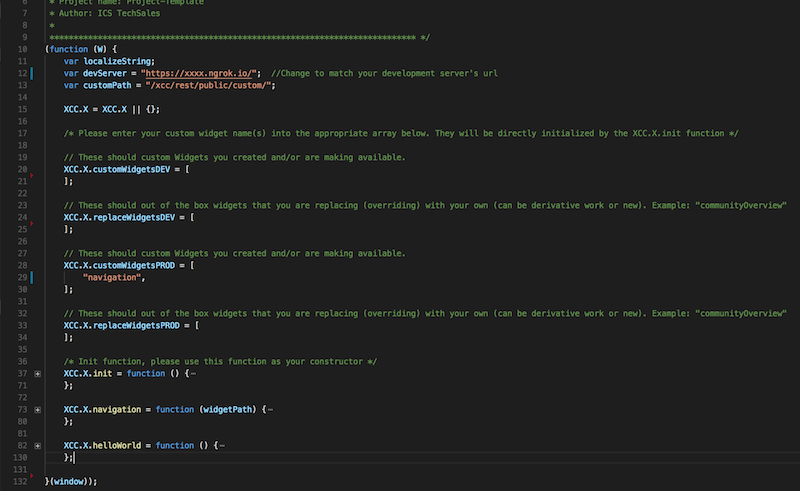 6 * Project name: Project-Template
7 * Author: ICS TechSales
8 *
9 *************************************************************************** */
10 (function (W) {
11 var localizeString;
12 var devServer = "https://xxxx.ngrok.io/"; //Change to match your development server's url
13 var customPath = "/xcc/rest/public/custom/";
14
15 XCC.X = XCC.X || {};
16
17 /* Please enter your custom widget name(s) into the appropriate array below. They will be directly initialized by the XCC.X.init function */
18
19 // These should custom Widgets you created and/or are making available.
20 XCC.X.customWidgetsDEV = [
21 ];
22
23 // These should out of the box widgets that you are replacing (overriding) with your own (can be derivative work or new). Example: "communityOverview"
24 XCC.X.replaceWidgetsDEV = [
25 ];
26
27 // These should custom Widgets you created and/or are making available.
28 XCC.X.customWidgetsPROD = [
29 "navigation",
30 ];
31
32 // These should out of the box widgets that you are replacing (overriding) with your own (can be derivative work or new). Example: "communityOverview"
33 XCC.X.replaceWidgetsPROD = [
34 ];
35
36 /* Init function, please use this function as your constructor */
37 XCC.X.init = function () {⋯
71 };
72
73 XCC.X.navigation = function (widgetPath) {⋯
80 };
81
82 XCC.X.helloWorld = function () {⋯
130 };
131
132 }(window));